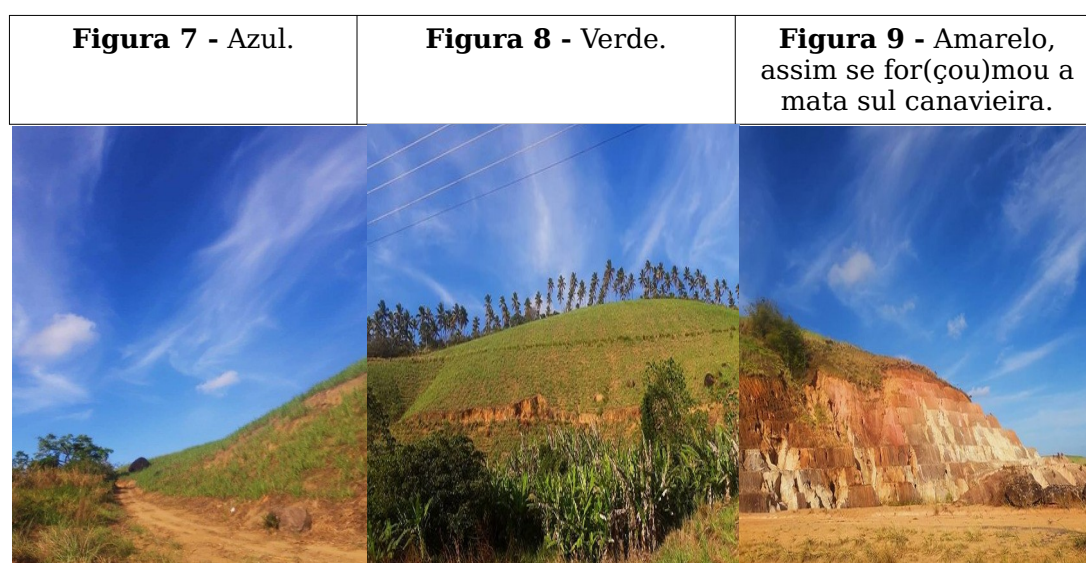 Figura 7 - Azul.
Figura 8 - Verde.
Figura 9 - Amarelo,
assim se for(çou)mou a
mata sul canavieira.